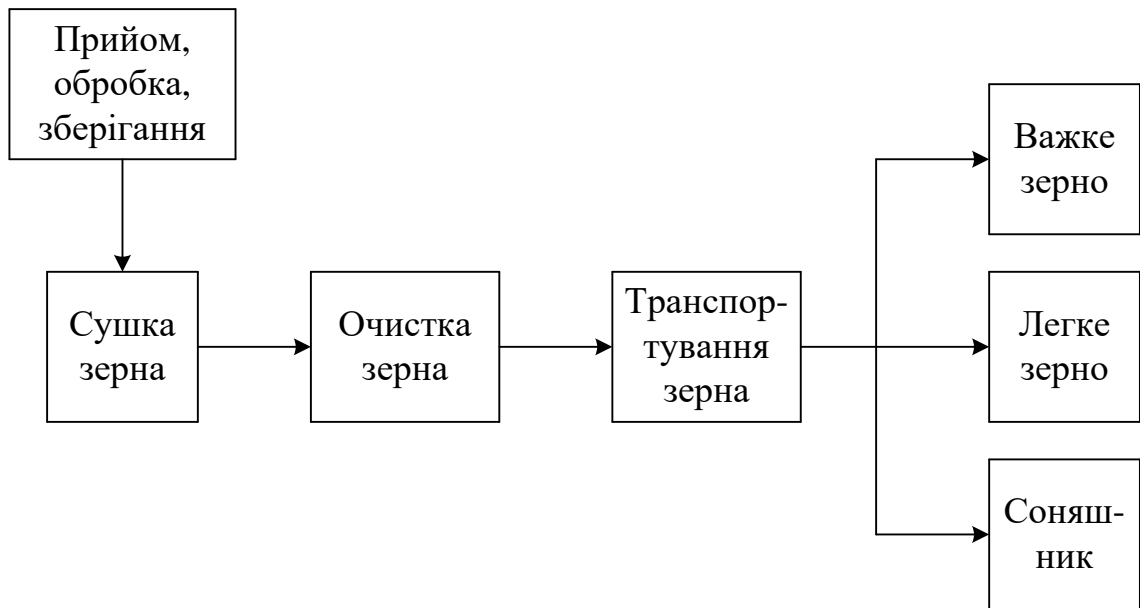 Прийом,
обробка,
зберігання
Важке
зерно
Сушка
зерна
Очистка
зерна
Транспор-
тування
зерна
Легке
зерно
Соняш-
ник